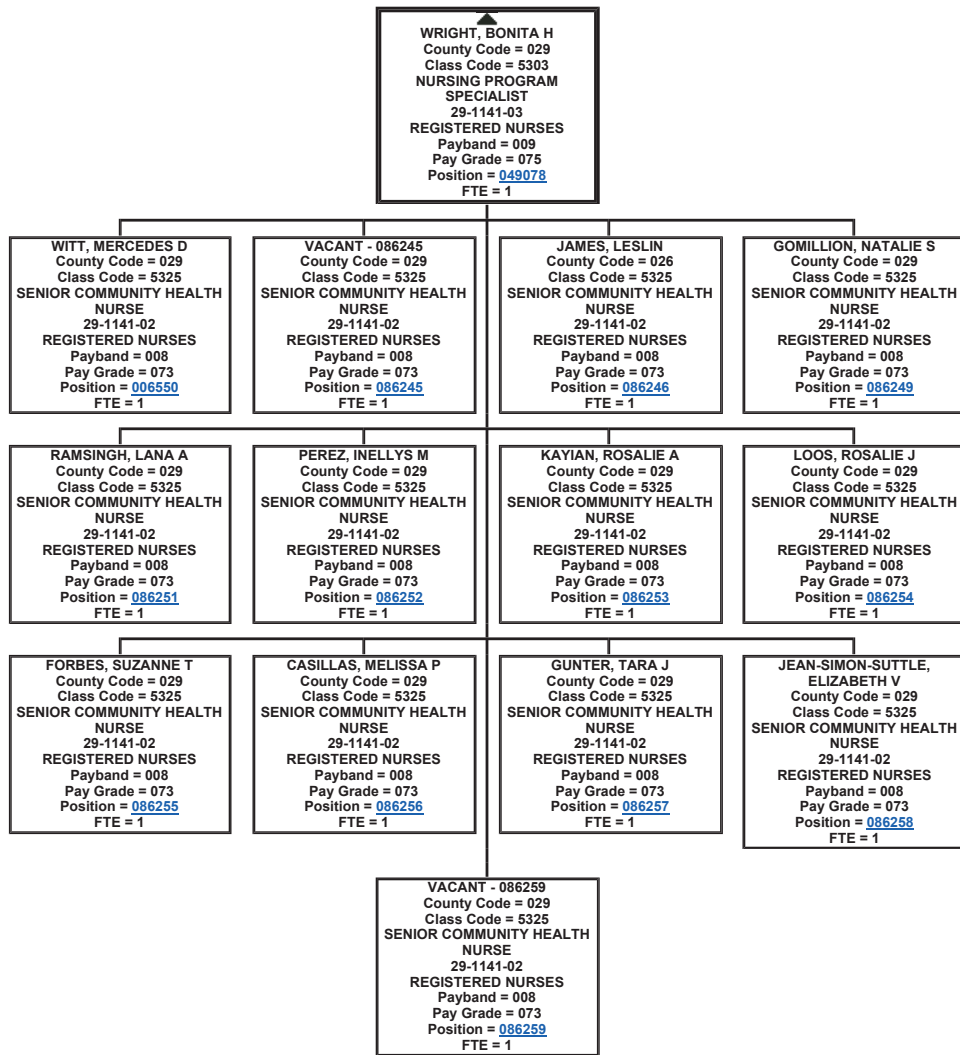 WRIGHT, BONITA H
County Code = 029
Class Code = 5303
NURSING PROGRAM
SPECIALIST
29-1141-03
REGISTERED NURSES
Payband = 009
Pay Grade = 075
Position = 049078
FTE = 1
WITT, MERCEDES D
County Code = 029
Class Code = 5325
SENIOR COMMUNITY HEALTH
NURSE
29-1141-02
REGISTERED NURSES
Payband = 008
Pay Grade = 073
Position = 006550
FTE = 1
VACANT - 086245
County Code = 029
Class Code = 5325
SENIOR COMMUNITY HEALTH
NURSE
29-1141-02
REGISTERED NURSES
Payband = 008
Pay Grade = 073
Position = 086245
FTE = 1
JAMES, LESLIN
County Code = 026
Class Code = 5325
SENIOR COMMUNITY HEALTH
NURSE
29-1141-02
REGISTERED NURSES
Payband = 008
Pay Grade = 073
Position = 086246
FTE = 1
GOMILLION, NATALIE S
County Code = 029
Class Code = 5325
SENIOR COMMUNITY HEALTH
NURSE
29-1141-02
REGISTERED NURSES
Payband = 008
Pay Grade = 073
Position = 086249
FTE = 1
RAMSINGH, LANA A
County Code = 029
Class Code = 5325
SENIOR COMMUNITY HEALTH
NURSE
29-1141-02
REGISTERED NURSES
Payband = 008
Pay Grade = 073
Position = 086251
FTE = 1
PEREZ, INELLYS M
County Code = 029
Class Code = 5325
SENIOR COMMUNITY HEALTH
NURSE
29-1141-02
REGISTERED NURSES
Payband = 008
Pay Grade = 073
Position = 086252
FTE = 1
KAYIAN, ROSALIE A
County Code = 029
Class Code = 5325
SENIOR COMMUNITY HEALTH
NURSE
29-1141-02
REGISTERED NURSES
Payband = 008
Pay Grade = 073
Position = 086253
FTE = 1
LOOS, ROSALIE J
County Code = 029
Class Code = 5325
SENIOR COMMUNITY HEALTH
NURSE
29-1141-02
REGISTERED NURSES
Payband = 008
Pay Grade = 073
Position = 086254
FTE = 1
FORBES, SUZANNE T
County Code = 029
Class Code = 5325
SENIOR COMMUNITY HEALTH
NURSE
29-1141-02
REGISTERED NURSES
Payband = 008
Pay Grade = 073
Position = 086255
FTE = 1
CASILLAS, MELISSA P
County Code = 029
Class Code = 5325
SENIOR COMMUNITY HEALTH
NURSE
29-1141-02
REGISTERED NURSES
Payband = 008
Pay Grade = 073
Position = 086256
FTE = 1
GUNTER, TARA J
County Code = 029
Class Code = 5325
SENIOR COMMUNITY HEALTH
NURSE
29-1141-02
REGISTERED NURSES
Payband = 008
Pay Grade = 073
Position = 086257
FTE = 1
JEAN-SIMON-SUTTLE,
ELIZABETH V
County Code = 029
Class Code = 5325
SENIOR COMMUNITY HEALTH
NURSE
29-1141-02
REGISTERED NURSES
Payband = 008
Pay Grade = 073
Position = 086258
FTE = 1
VACANT - 086259
County Code = 029
Class Code = 5325
SENIOR COMMUNITY HEALTH
NURSE
29-1141-02
REGISTERED NURSES
Payband = 008
Pay Grade = 073
Position = 086259
FTE = 1